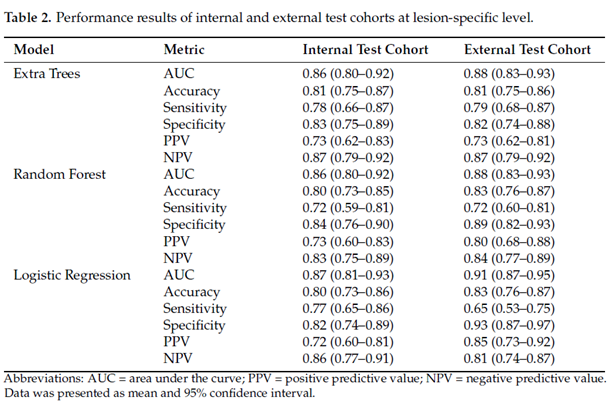 Table 2. Performance results of internal and external test cohorts at lesion-specific level.
Model Metric Internal Test Cohort External Test Cohort
Extra Trees AUC 0.86 (0.80–0.92) 0.88 (0.83–0.93)
Accuracy 0.81 (0.75–0.87) 0.81 (0.75–0.86)
Sensitivity 0.78 (0.66–0.87) 0.79 (0.68–0.87)
Specificity 0.83 (0.75–0.89) 0.82 (0.74–0.88)
PPV 0.73 (0.62–0.83) 0.73 (0.62–0.81)
NPV 0.87 (0.79–0.92) 0.87 (0.79–0.92)
Random Forest AUC 0.86 (0.80–0.92) 0.88 (0.83–0.93)
Accuracy 0.80 (0.73–0.85) 0.83 (0.76–0.87)
Sensitivity 0.72 (0.59–0.81) 0.72 (0.60–0.81)
Specificity 0.84 (0.76–0.90) 0.89 (0.82–0.93)
PPV 0.73 (0.60–0.83) 0.80 (0.68–0.88)
NPV 0.83 (0.75–0.89) 0.84 (0.77–0.89)
Logistic Regression AUC 0.87 (0.81–0.93) 0.91 (0.87–0.95)
Accuracy 0.80 (0.73–0.86) 0.83 (0.76–0.87)
Sensitivity 0.77 (0.65–0.86) 0.65 (0.53–0.75)
Specificity 0.82 (0.74–0.89) 0.93 (0.87–0.97)
PPV 0.72 (0.60–0.81) 0.85 (0.73–0.92)
NPV 0.86 (0.77–0.91) 0.81 (0.74–0.87)
Abbreviations: AUC = area under the curve; PPV = positive predictive value; NPV = negative predictive value.
Data was presented as mean and 95% confidence interval.